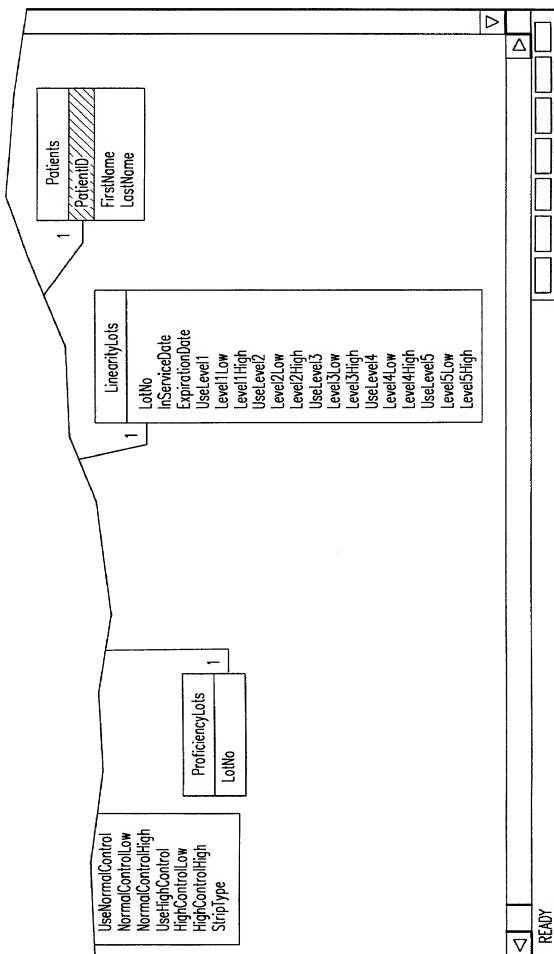 UseNormalControl
NormalControlLow
NormalControlHigh
UseHighControl
HighControlLow
HighControlHigh
StripType
ProficiencyLots
LotNo
1
LinearityLots
LotNo
InServiceDate
ExpirationDate
UseLevel1
Level1Low
Level1High
UseLevel2
Level2Low
Level2High
UseLevel3
Level3Low
Level3High
UseLevel4
Level4Low
Level4High
UseLevel5
Level5Low
Level5High
1
Patients
PatientID
FirstName
LastName
1
READY